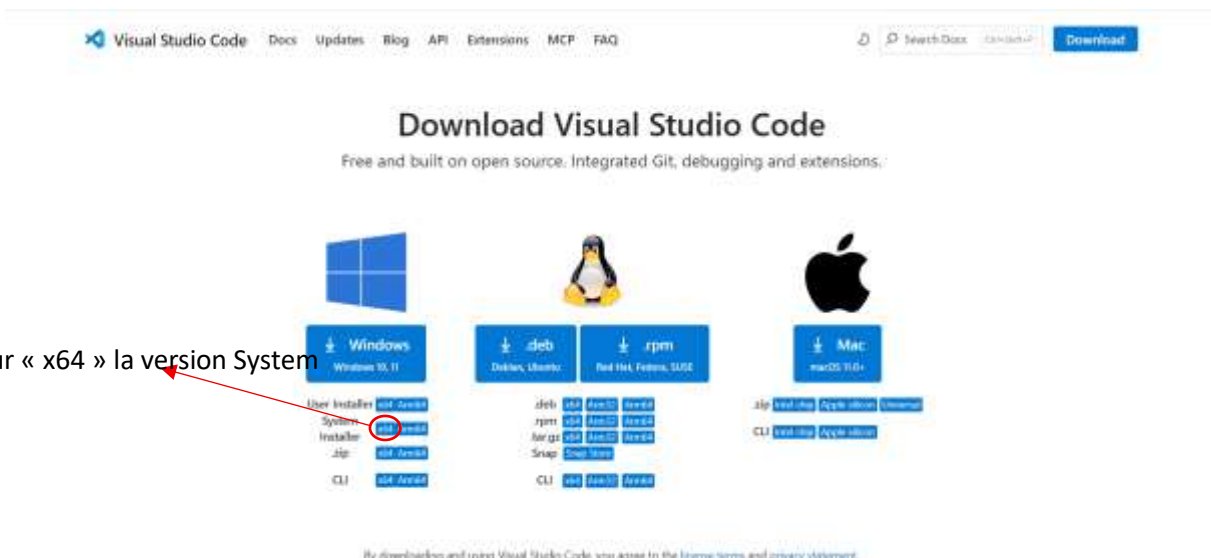 Visual Studio Code Docs Updates Blog API Extensions MCP FAQ Search Docs Download
Download Visual Studio Code
Free and built on open source. Integrated Git, debugging and extensions.
Windows
Windows 10, 11
.deb
Debian, Ubuntu
.rpm
Red Hat, Fedora, SUSE
Mac
macOS 11.0+
ur « x64 » la version System
User Installer x64 Arm64
System Installer x64 Arm64
.zip x64 Arm64
CLI x64 Arm64
.deb x64 Arm32 Arm64
.rpm x64 Arm32 Arm64
.tar.gz x64 Arm32 Arm64
Snap Snap Store
CLI x64 Arm32 Arm64
.zip Intel chip Apple silicon Universal
CLI Intel chip Apple silicon
By downloading and using Visual Studio Code, you agree to the license terms and privacy statement.